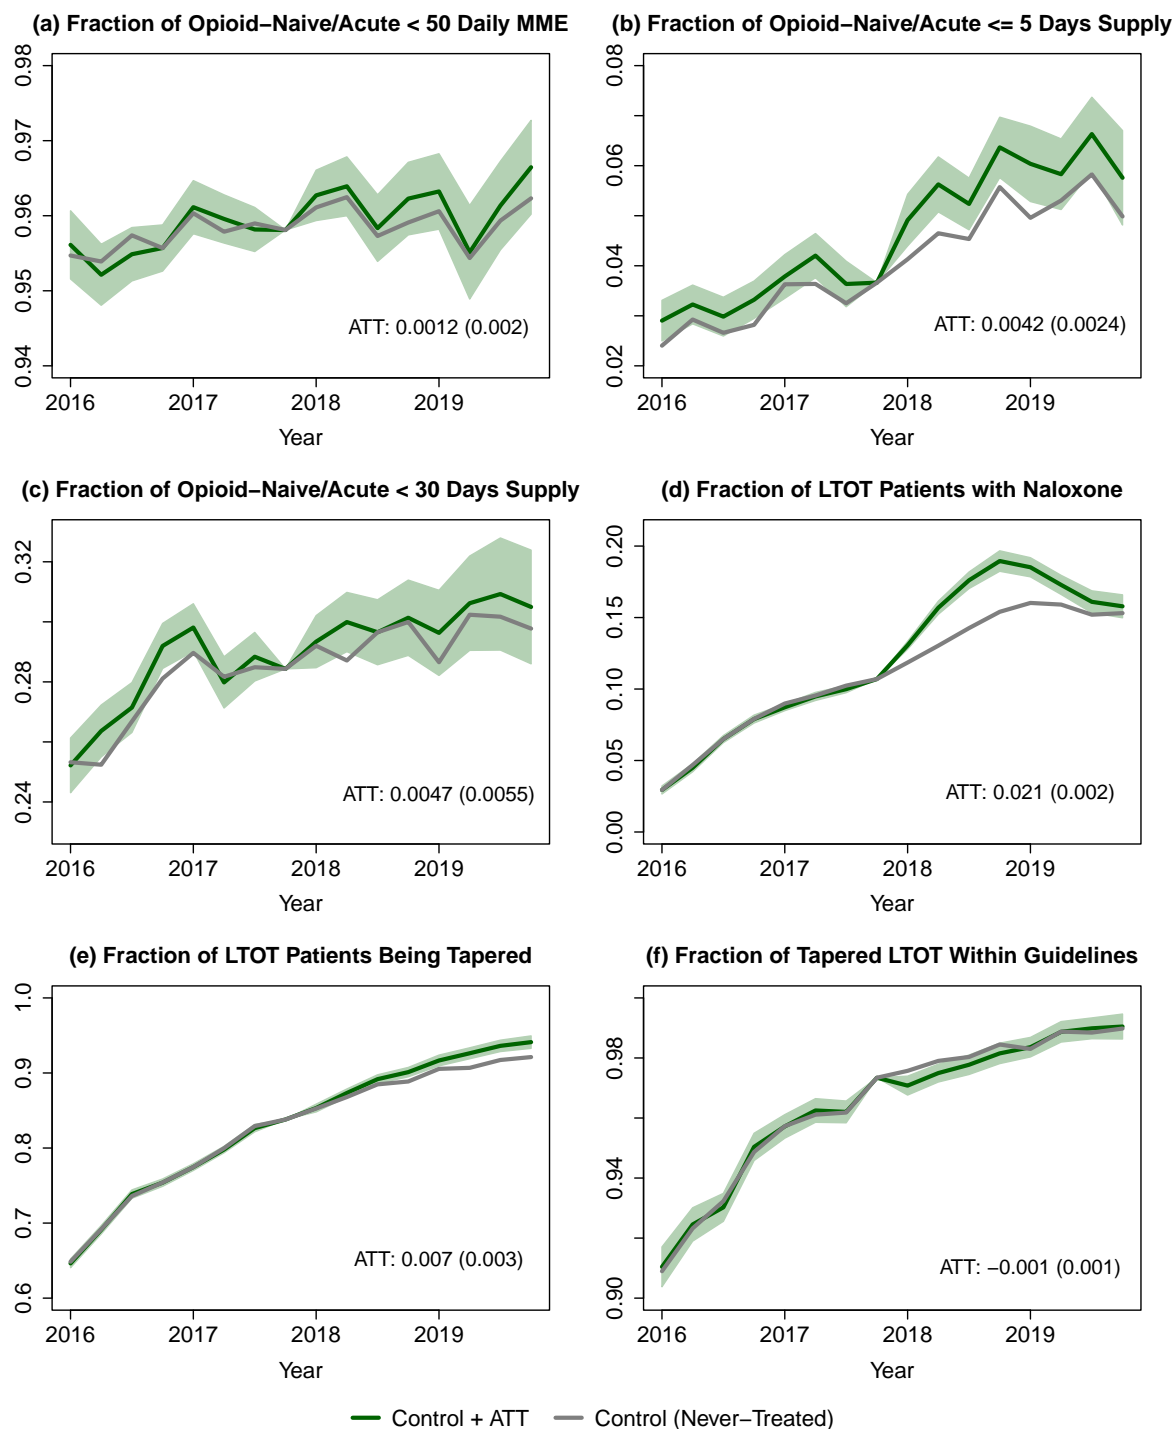 (a) Fraction of Opioid−Naive/Acute < 50 Daily MME
0.98
0.97
0.96
0.95
0.94
ATT: 0.0012 (0.002)
2016 2017 2018 2019
Year
(b) Fraction of Opioid−Naive/Acute <= 5 Days Supply
0.08
0.06
0.04
0.02
ATT: 0.0042 (0.0024)
2016 2017 2018 2019
Year
(c) Fraction of Opioid−Naive/Acute < 30 Days Supply
0.32
0.28
0.24
ATT: 0.0047 (0.0055)
2016 2017 2018 2019
Year
(d) Fraction of LTOT Patients with Naloxone
0.20
0.15
0.10
0.05
0.00
ATT: 0.021 (0.002)
2016 2017 2018 2019
Year
(e) Fraction of LTOT Patients Being Tapered
1.0
0.9
0.8
0.7
0.6
ATT: 0.007 (0.003)
2016 2017 2018 2019
Year
(f) Fraction of Tapered LTOT Within Guidelines
0.98
0.94
0.90
ATT: −0.001 (0.001)
2016 2017 2018 2019
Year
Control + ATT Control (Never−Treated)